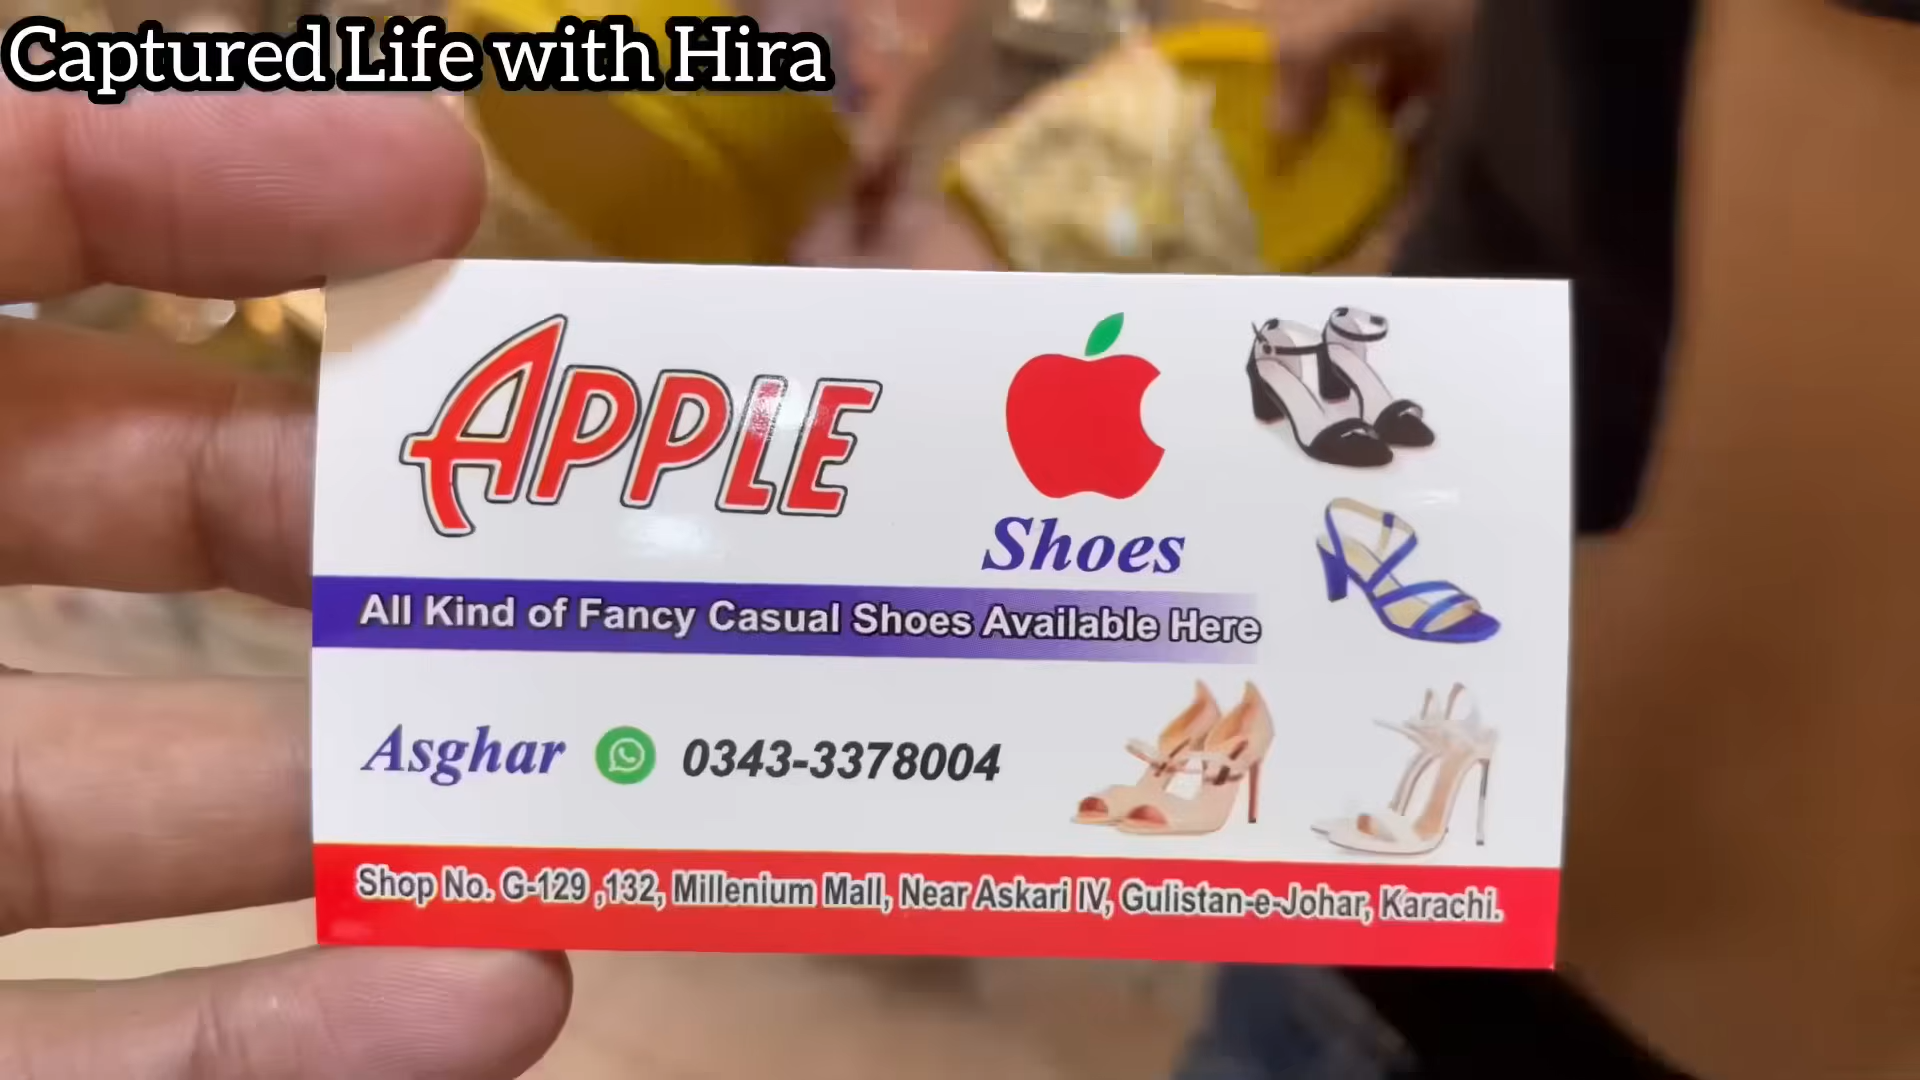 Captured Life with Hira
APPLE
Shoes
All Kind of Fancy Casual Shoes Available Here
Asghar 0343-3378004
Shop No. G-129 ,132, Millenium Mall, Near Askari IV, Gulistan-e-Johar, Karachi.